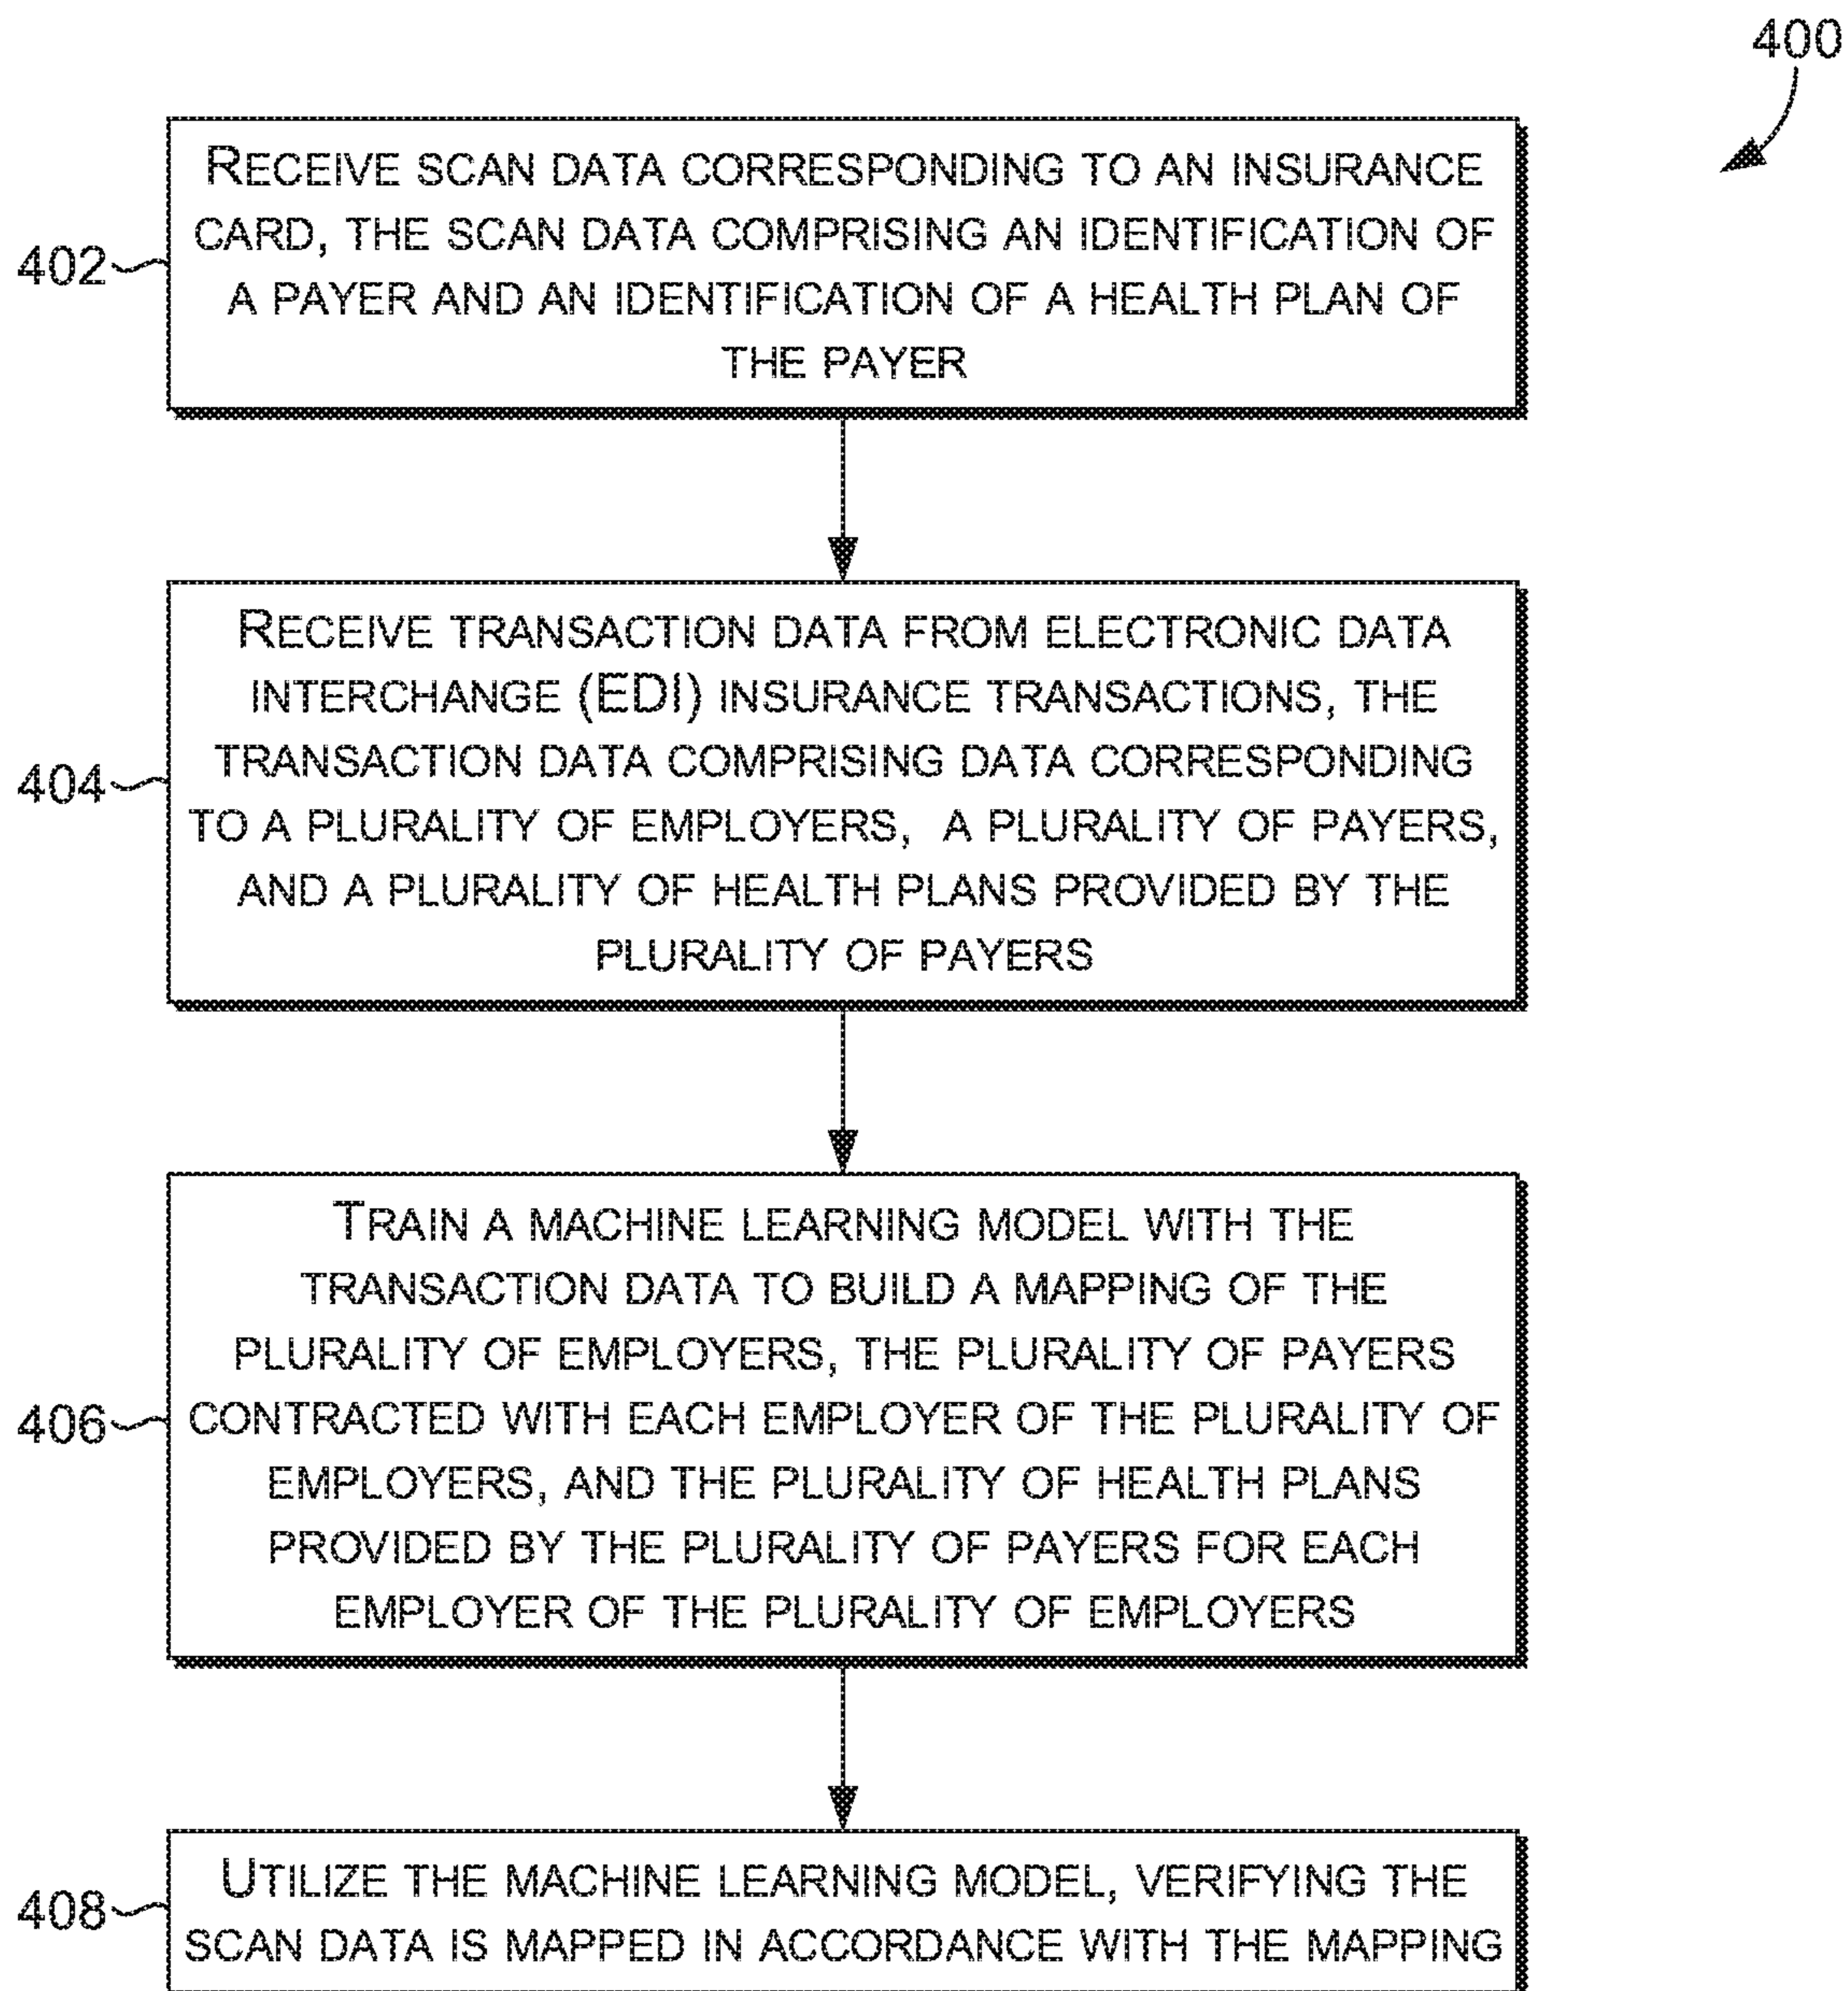 400
RECEIVE SCAN DATA CORRESPONDING TO AN INSURANCE
CARD, THE SCAN DATA COMPRISING AN IDENTIFICATION OF
402
A PAYER AND AN IDENTIFICATION OF A HEALTH PLAN OF
THE PAYER
RECEIVE TRANSACTION DATA FROM ELECTRONIC DATA
INTERCHANGE (EDI) INSURANCE TRANSACTIONS, THE
404
TRANSACTION DATA COMPRISING DATA CORRESPONDING
TO A PLURALITY OF EMPLOYERS, A PLURALITY OF PAYERS,
AND A PLURALITY OF HEALTH PLANS PROVIDED BY THE
PLURALITY OF PAYERS
TRAIN A MACHINE LEARNING MODEL WITH THE
TRANSACTION DATA TO BUILD A MAPPING OF THE
PLURALITY OF EMPLOYERS, THE PLURALITY OF PAYERS
406
CONTRACTED WITH EACH EMPLOYER OF THE PLURALITY OF
EMPLOYERS, AND THE PLURALITY OF HEALTH PLANS
PROVIDED BY THE PLURALITY OF PAYERS FOR EACH
EMPLOYER OF THE PLURALITY OF EMPLOYERS
408
UTILIZE THE MACHINE LEARNING MODEL, VERIFYING THE
SCAN DATA IS MAPPED IN ACCORDANCE WITH THE MAPPING